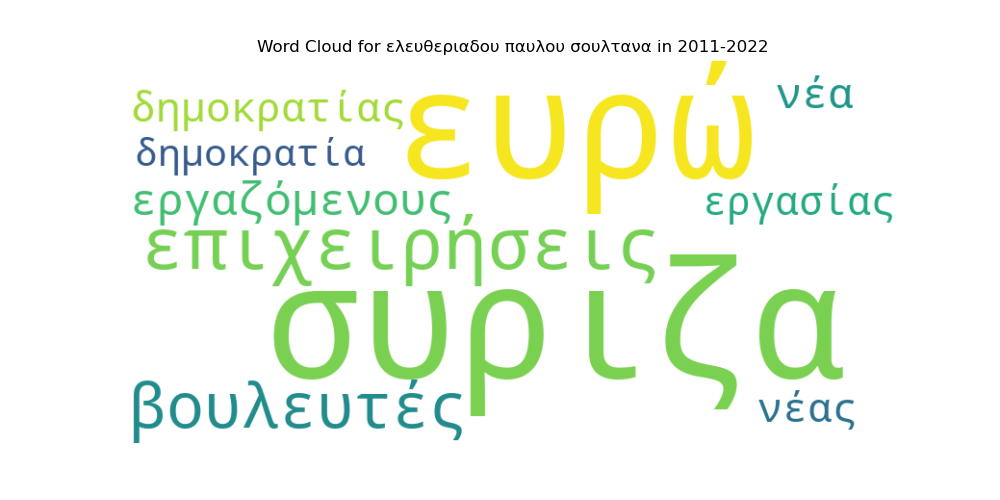 Word Cloud for ελευθεριαδου παυλου σουλτανα in 2011-2022
δημοκρατίας
ευρώ
νέα
δημοκρατία
εργαζόμενους
εργασίας
επιχειρήσεις
συριζα
βουλευτές
νέας